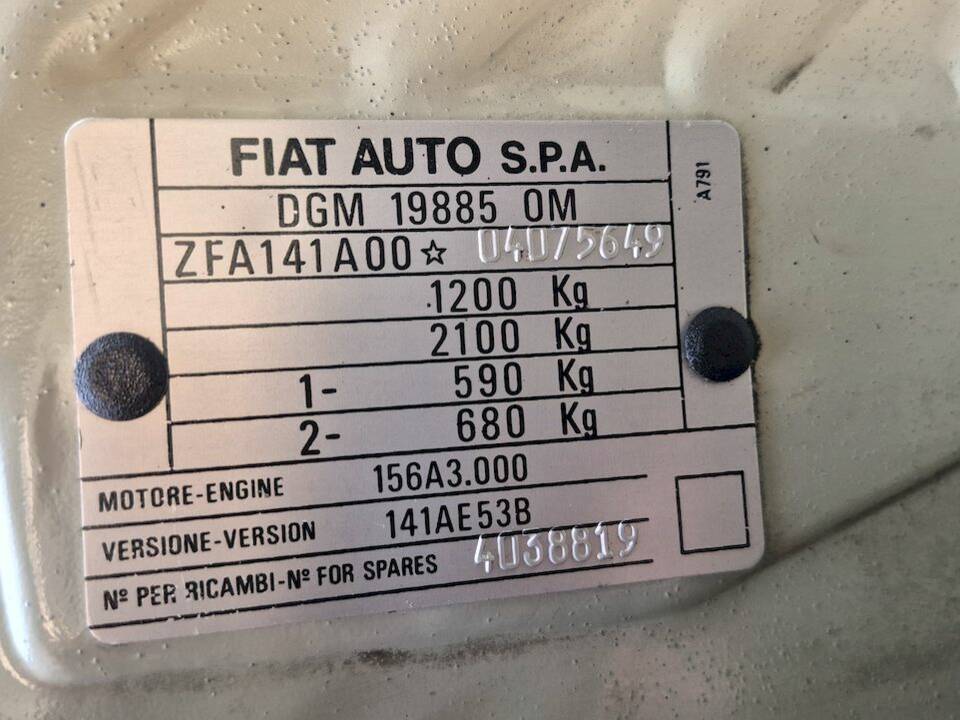 FIAT AUTO S.P.A.
A791
DGM 19885 OM
ZFA141A00☆ 04075649
1200 Kg
2100 Kg
1- 590 Kg
2- 680 Kg
MOTORE-ENGINE 156A3.000
VERSIONE-VERSION 141AE53B
Nº PER RICAMBI-Nº FOR SPARES 4038819